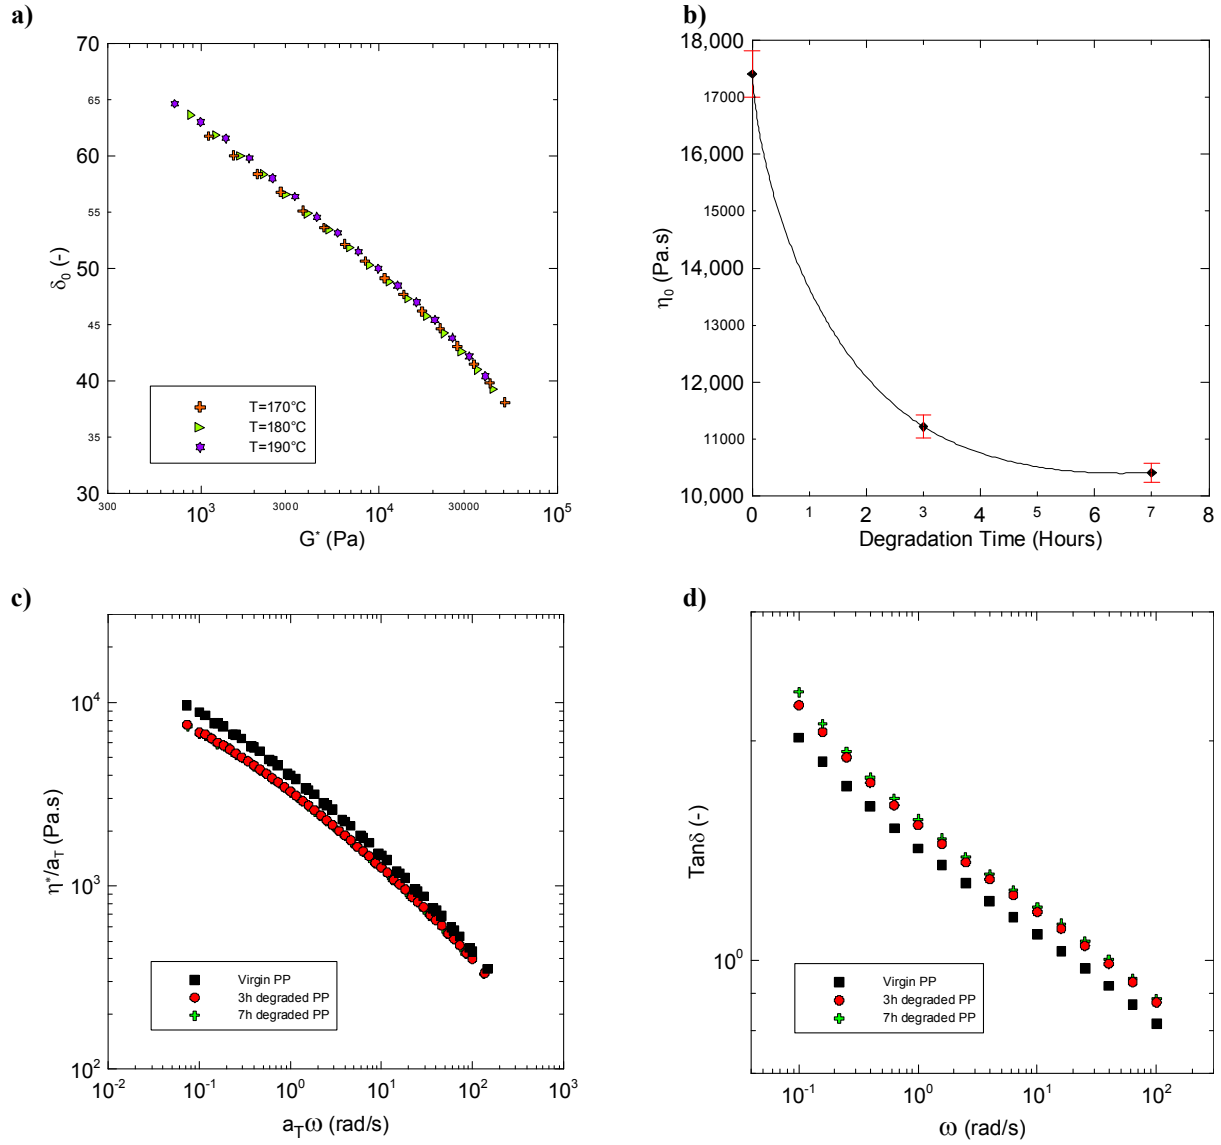 a)
70
65
60
55
50
45
40
35
30
δ0 (-)
T=170°C
T=180°C
T=190°C
300
10³
3000
10⁴
30000
10⁵
G* (Pa)
b)
18,000
17000
16,000
15000
14,000
13000
12,000
11000
10,000
η0 (Pa.s)
0
1
2
3
4
5
6
7
8
Degradation Time (Hours)
c)
10⁴
10³
10²
η*/aT (Pa.s)
Virgin PP
3h degraded PP
7h degraded PP
10-2
10-1
10⁰
10¹
10²
10³
aTω (rad/s)
d)
10⁰
Tanδ (-)
Virgin PP
3h degraded PP
7h degraded PP
10-1
10⁰
10¹
10²
ω (rad/s)